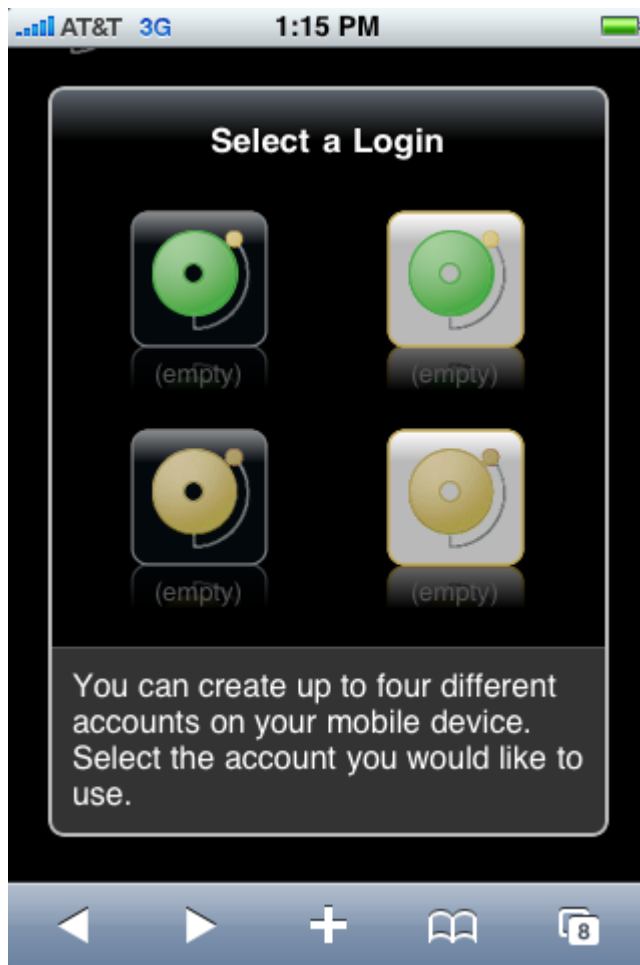 AT&T 3G 1:15 PM
Select a Login
(empty) (empty)
(empty) (empty)
You can create up to four different
accounts on your mobile device.
Select the account you would like to
use.
8